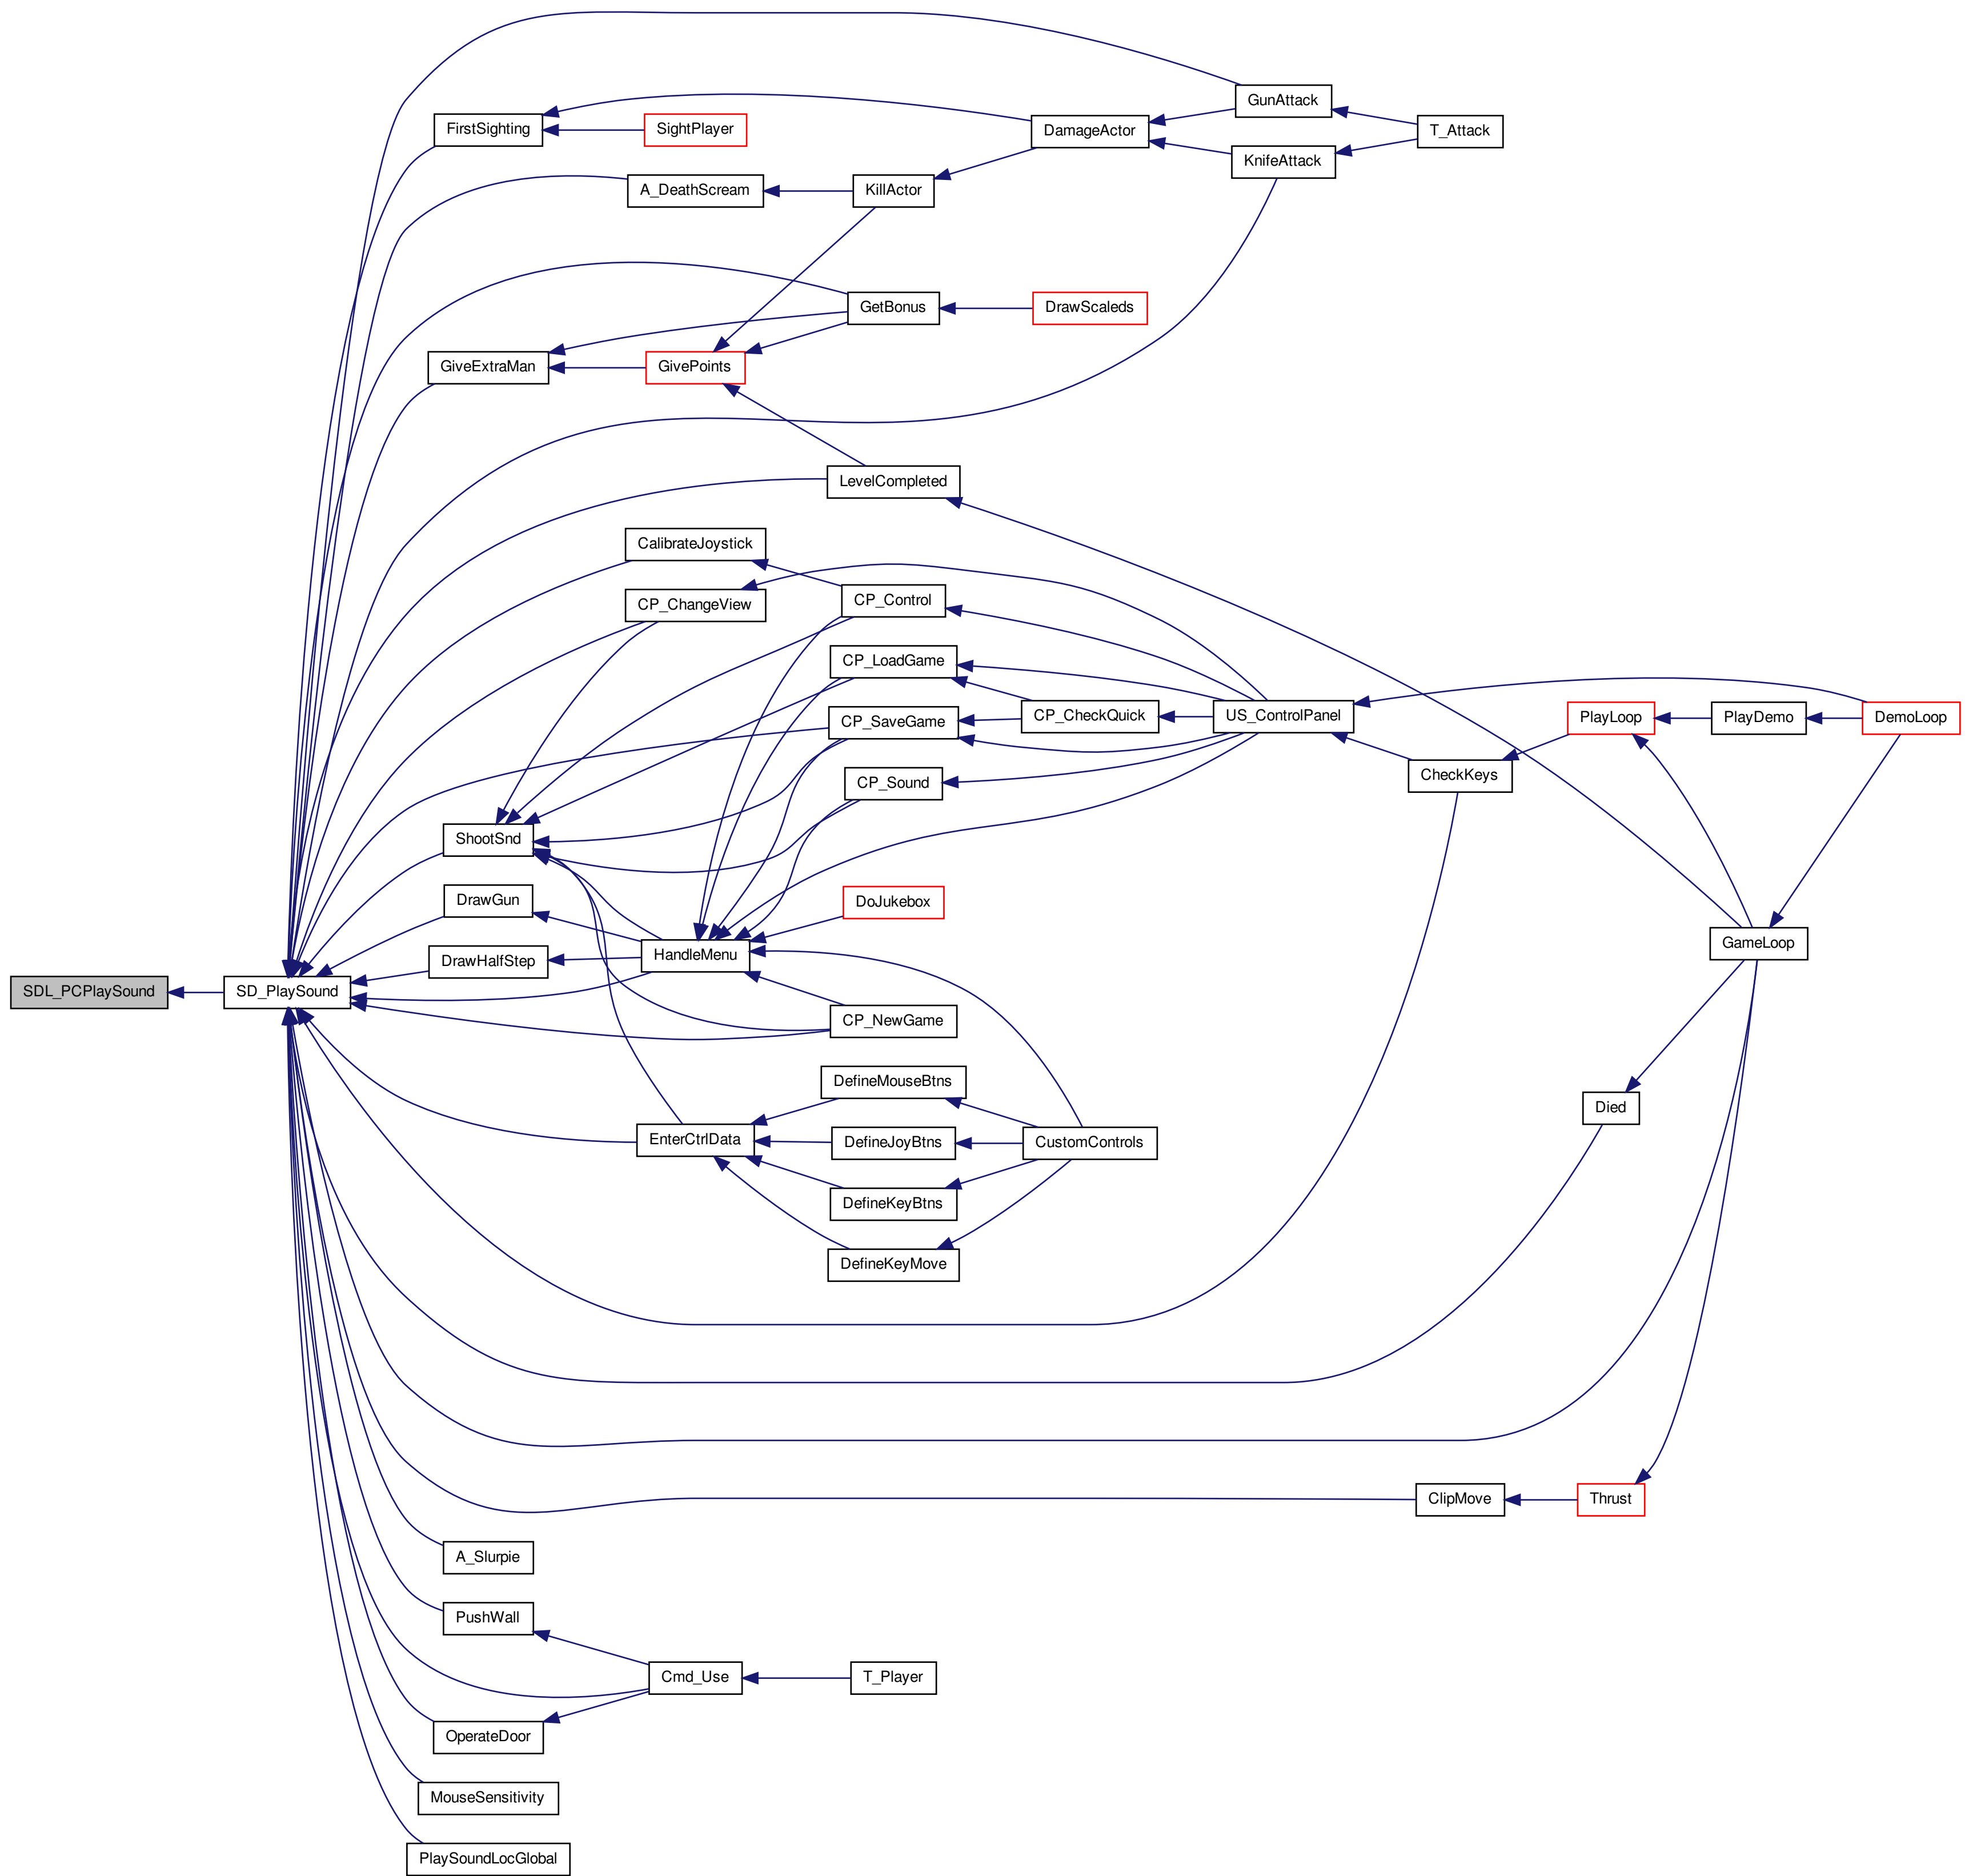 GunAttack
FirstSighting
SightPlayer
DamageActor
T_Attack
KnifeAttack
A_DeathScream
KillActor
GetBonus
DrawScaleds
GiveExtraMan
GivePoints
LevelCompleted
CalibrateJoystick
CP_ChangeView
CP_Control
CP_LoadGame
CP_SaveGame
CP_CheckQuick
US_ControlPanel
PlayLoop
PlayDemo
DemoLoop
CP_Sound
CheckKeys
ShootSnd
DrawGun
DoJukebox
DrawHalfStep
HandleMenu
GameLoop
SDL_PCPlaySound
SD_PlaySound
CP_NewGame
DefineMouseBtns
Died
EnterCtrlData
DefineJoyBtns
CustomControls
DefineKeyBtns
DefineKeyMove
ClipMove
Thrust
A_Slurpie
PushWall
Cmd_Use
T_Player
OperateDoor
MouseSensitivity
PlaySoundLocGlobal